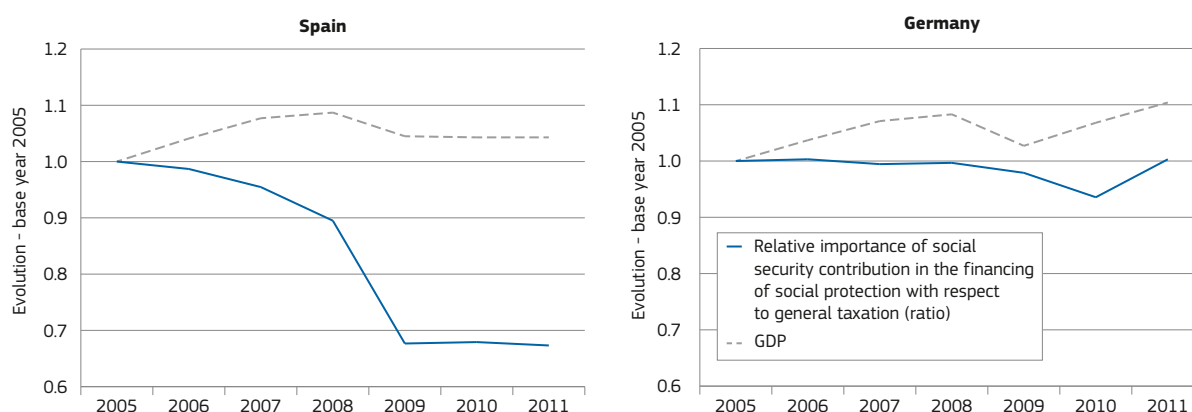 Spain
Evolution - base year 2005
1.2
1.1
1.0
0.9
0.8
0.7
0.6
2005 2006 2007 2008 2009 2010 2011
Germany
Evolution - base year 2005
1.2
1.1
1.0
0.9
0.8
0.7
0.6
Relative importance of social
security contribution in the financing
of social protection with respect
to general taxation (ratio)
GDP
2005 2006 2007 2008 2009 2010 2011